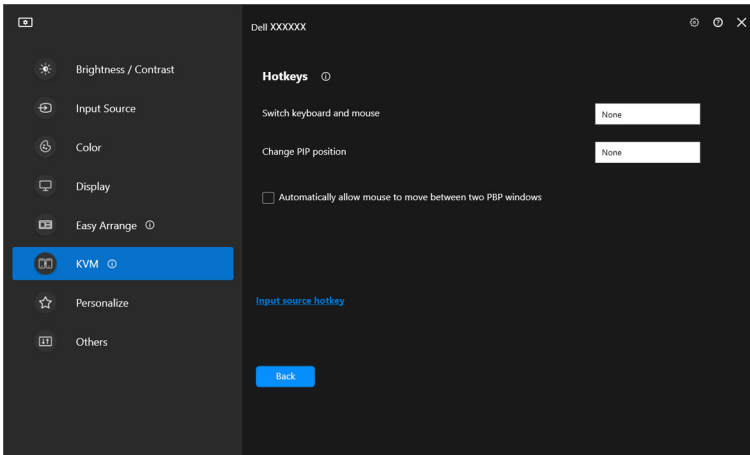 Dell XXXXXX
Brightness / Contrast
Input Source
Color
Display
Easy Arrange
KVM
Personalize
Others
Hotkeys
Switch keyboard and mouse
None
Change PIP position
None
Automatically allow mouse to move between two PBP windows
Input source hotkey
Back